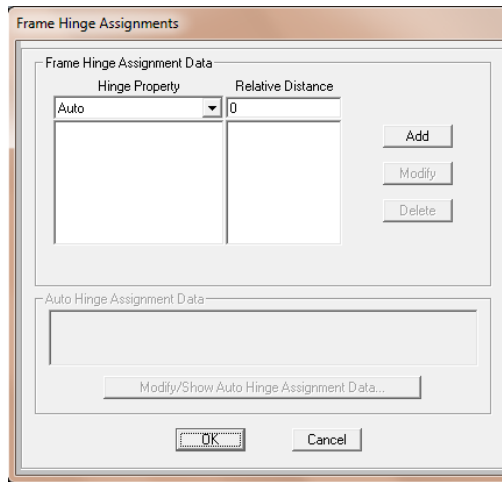 Frame Hinge Assignments
Frame Hinge Assignment Data
Hinge Property Relative Distance
Auto 0
Add
Modify
Delete
Auto Hinge Assignment Data
Modify/Show Auto Hinge Assignment Data...
OK Cancel